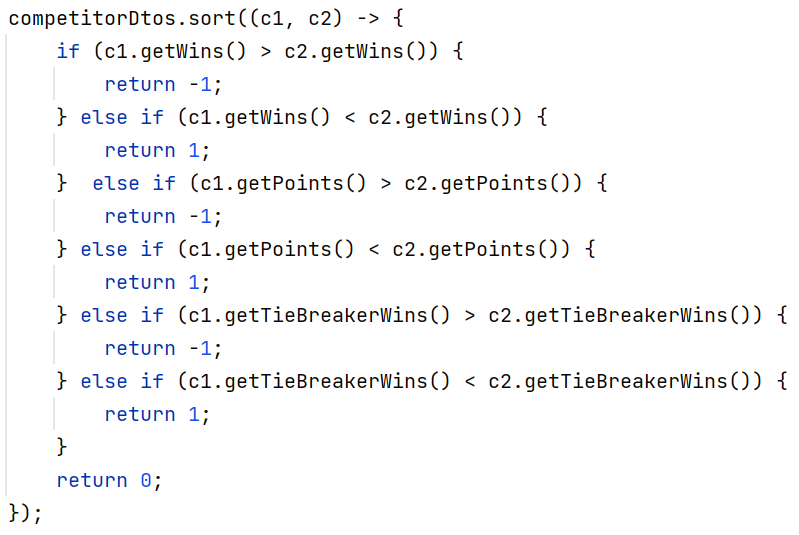 competitorDtos.sort((c1, c2) -> {
    if (c1.getWins() > c2.getWins()) {
        return -1;
    } else if (c1.getWins() < c2.getWins()) {
        return 1;
    }  else if (c1.getPoints() > c2.getPoints()) {
        return -1;
    } else if (c1.getPoints() < c2.getPoints()) {
        return 1;
    } else if (c1.getTieBreakerWins() > c2.getTieBreakerWins()) {
        return -1;
    } else if (c1.getTieBreakerWins() < c2.getTieBreakerWins()) {
        return 1;
    }
    return 0;
});